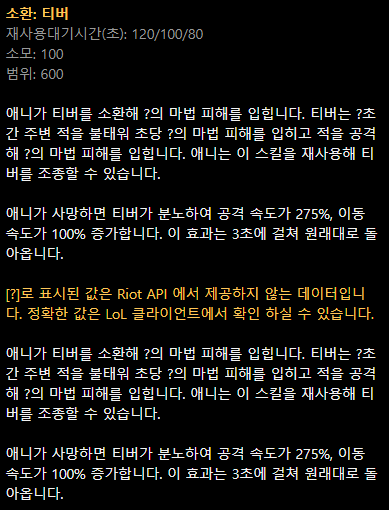 소환: 티버
재사용대기시간(초): 120/100/80
소모: 100
범위: 600
애니가 티버를 소환해 ?의 마법 피해를 입힙니다. 티버는 ?초
간 주변 적을 불태워 초당 ?의 마법 피해를 입히고 적을 공격
해 ?의 마법 피해를 입힙니다. 애니는 이 스킬을 재사용해 티
버를 조종할 수 있습니다.
애니가 사망하면 티버가 분노하여 공격 속도가 275%, 이동
속도가 100% 증가합니다. 이 효과는 3초에 걸쳐 원래대로 돌
아옵니다.
[?]로 표시된 값은 Riot API 에서 제공하지 않는 데이터입니
다. 정확한 값은 LoL 클라이언트에서 확인 하실 수 있습니다.
애니가 티버를 소환해 ?의 마법 피해를 입힙니다. 티버는 ?초
간 주변 적을 불태워 초당 ?의 마법 피해를 입히고 적을 공격
해 ?의 마법 피해를 입힙니다. 애니는 이 스킬을 재사용해 티
버를 조종할 수 있습니다.
애니가 사망하면 티버가 분노하여 공격 속도가 275%, 이동
속도가 100% 증가합니다. 이 효과는 3초에 걸쳐 원래대로 돌
아옵니다.